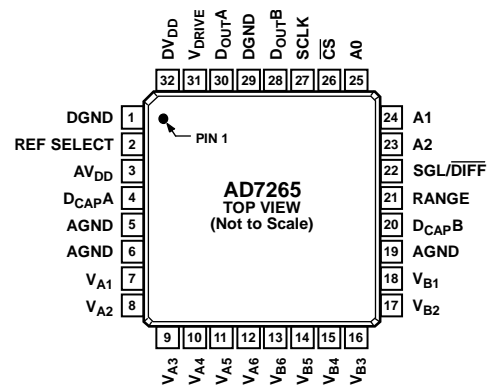 DVDD
VDRIVE
DOUTA
DGND
DOUTB
SCLK
CS
A0
32 31 30 29 28 27 26 25
DGND 1
REF SELECT 2
AVDD 3
DCAPA 4
AGND 5
AGND 6
VA1 7
VA2 8
PIN 1
AD7265
TOP VIEW
(Not to Scale)
24 A1
23 A2
22 SGL/DIFF
21 RANGE
20 DCAPB
19 AGND
18 VB1
17 VB2
9 10 11 12 13 14 15 16
VA3
VA4
VA5
VA6
VB6
VB5
VB4
VB3